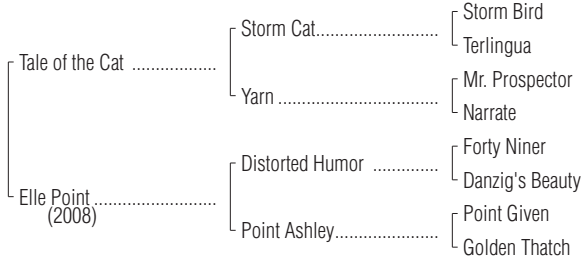 Storm Bird
Storm Cat..............................
Terlingua
Tale of the Cat ....................
Mr. Prospector
Yarn .......................................
Narrate
Forty Niner
Distorted Humor ................
Danzig's Beauty
Elle Point.............................
(2008)
Point Given
Point Ashley.........................
Golden Thatch